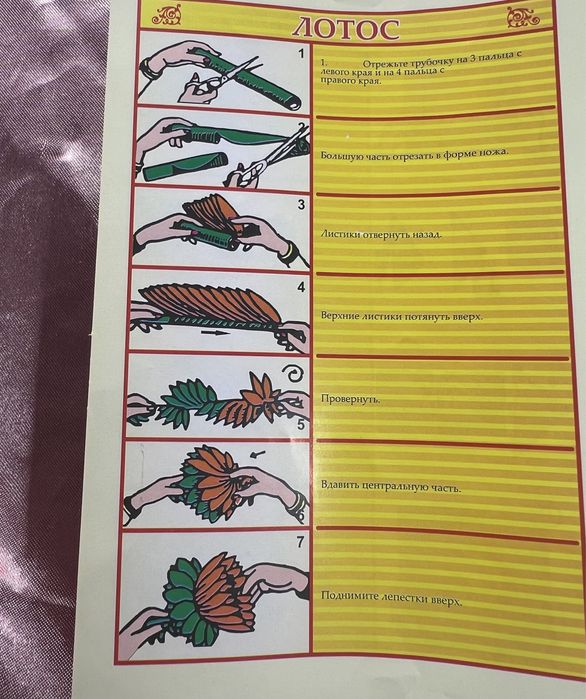 ЛОТОС
1
1. Отрежьте трубочку на 3 пальца с
левого края и на 4 пальца с
правого края.
2
Большую часть отрезать в форме ножа.
3
Листики отвернуть назад.
4
Верхние листики потянуть вверх.
5
Провернуть.
6
Вдавить центральную часть.
7
Поднимите лепестки вверх.